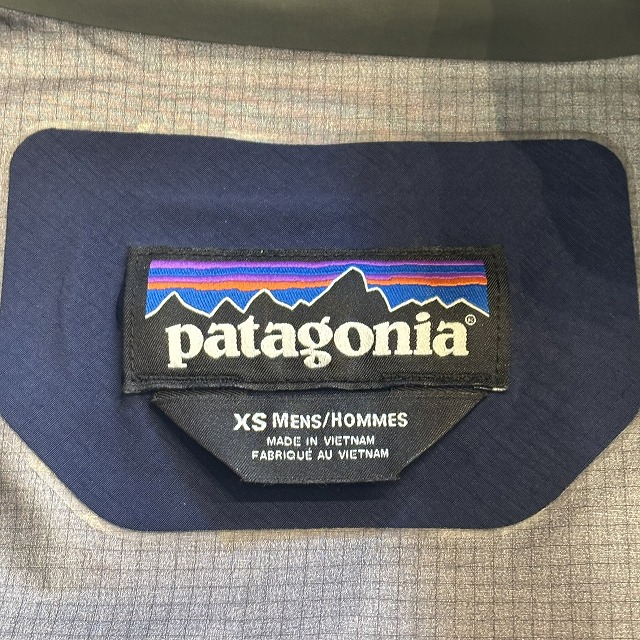 patagonia®
XS MENS/HOMMES
MADE IN VIETNAM
FABRIQUÉ AU VIETNAM